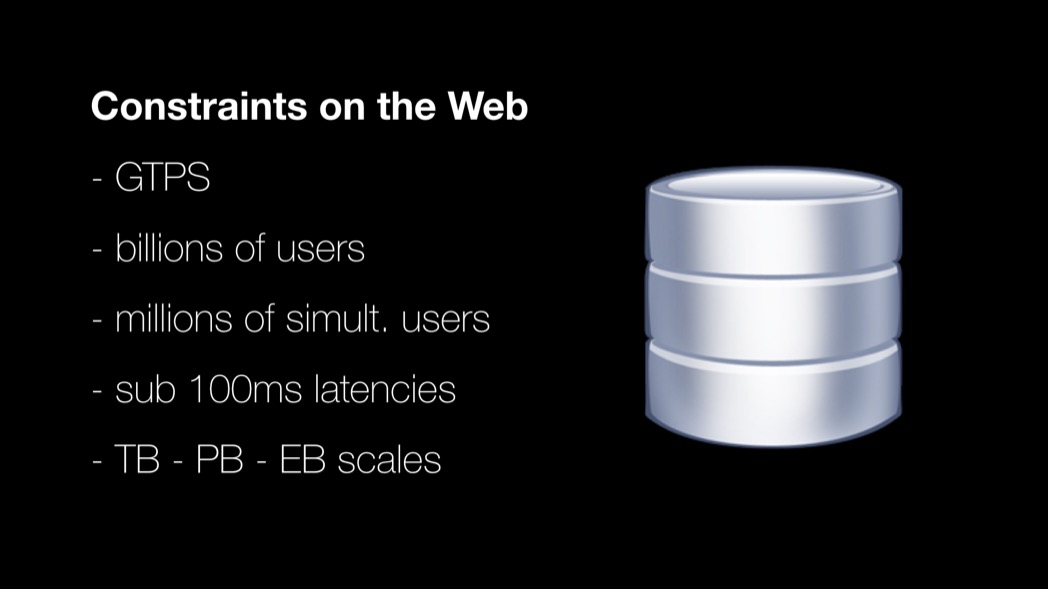 Constraints on the Web
- GTPS
- billions of users
- millions of simult. users
- sub 100ms latencies
- TB - PB - EB scales